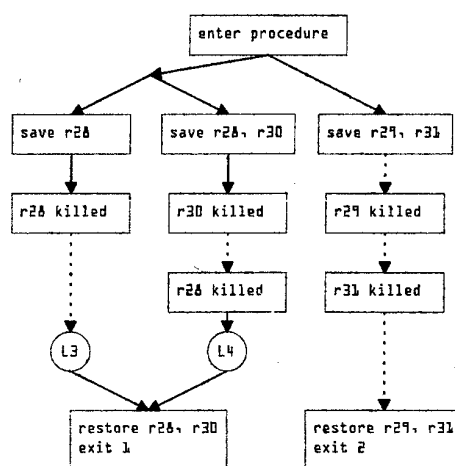 enter procedure
save r28
save r28, r30
save r29, r31
r28 killed
r30 killed
r29 killed
r28 killed
r31 killed
L3
L4
restore r28, r30
exit 1
restore r29, r31
exit 2